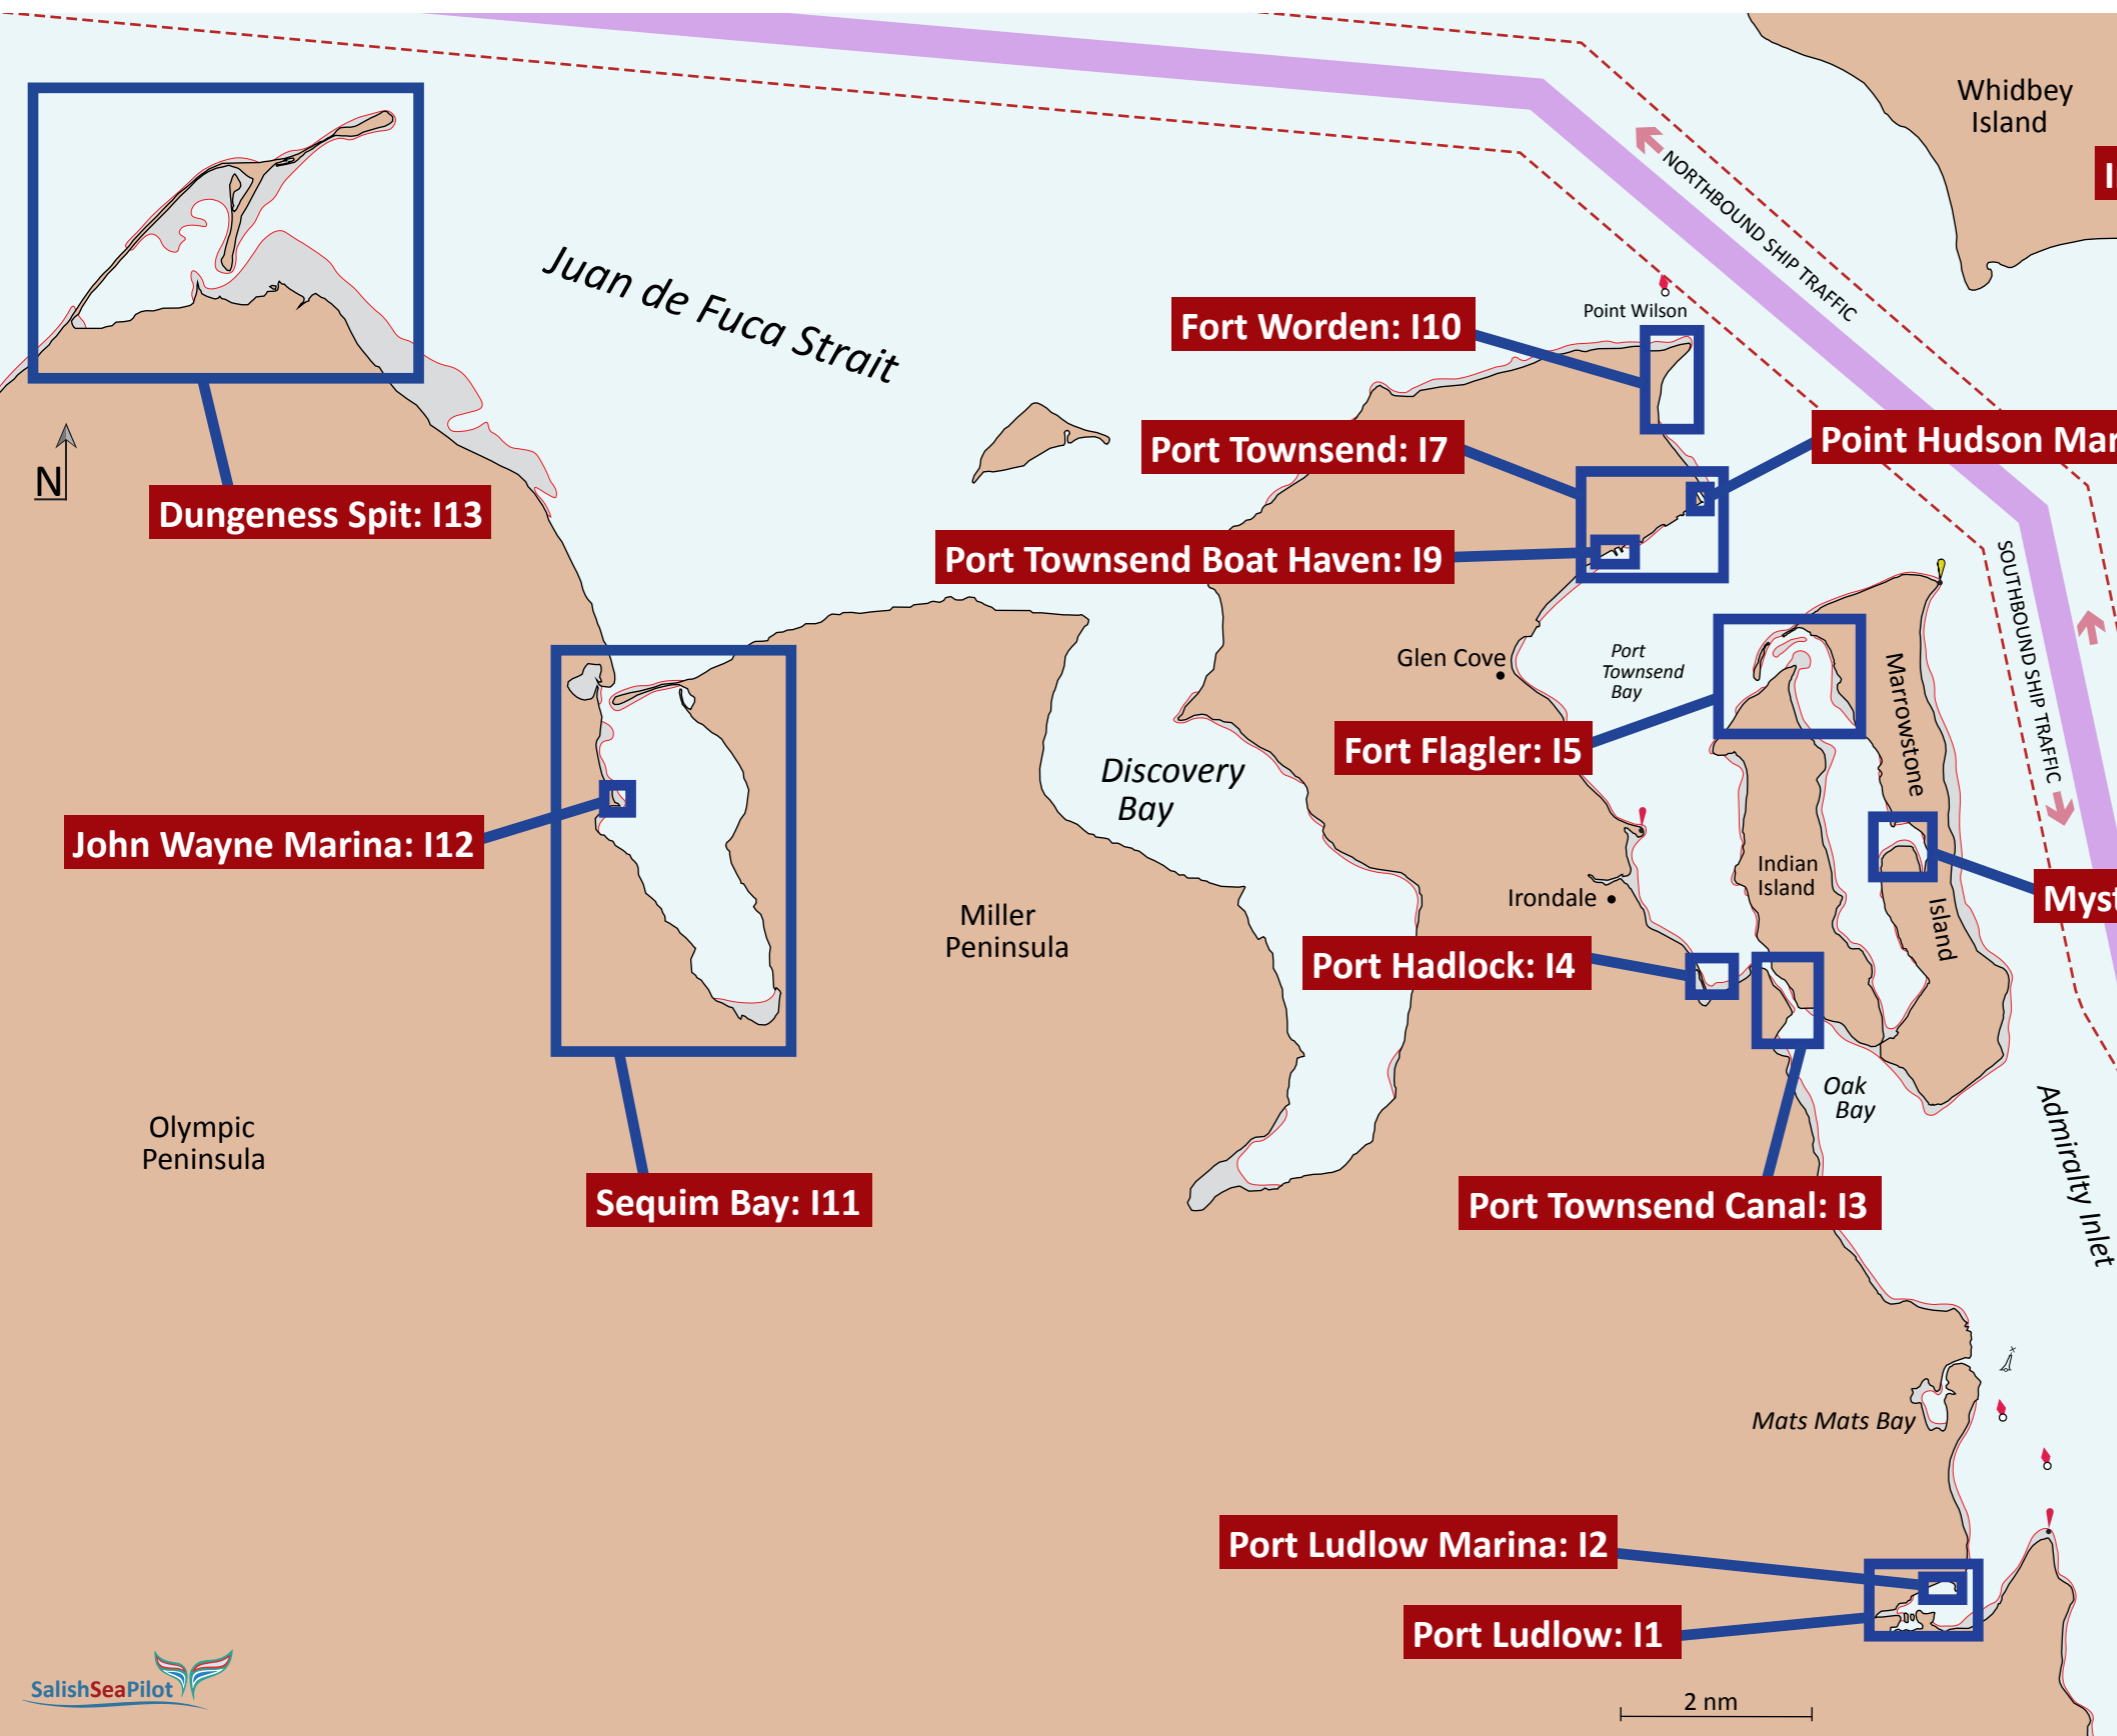 Whidbey
Island
I
NORTHBOUND SHIP TRAFFIC
Juan de Fuca Strait
Point Wilson
Fort Worden: I10
Port Townsend: I7
Point Hudson Mar
N
Dungeness Spit: I13
Port Townsend Boat Haven: I9
SOUTHBOUND SHIP TRAFFIC
Glen Cove
Port
Townsend
Bay
Marrowstone
Island
Fort Flagler: I5
Discovery
Bay
John Wayne Marina: I12
Indian
Island
Irondale
Myst
Miller
Peninsula
Port Hadlock: I4
Oak
Bay
Admiralty Inlet
Olympic
Peninsula
Sequim Bay: I11
Port Townsend Canal: I3
Mats Mats Bay
Port Ludlow Marina: I2
Port Ludlow: I1
SalishSeaPilot
2 nm